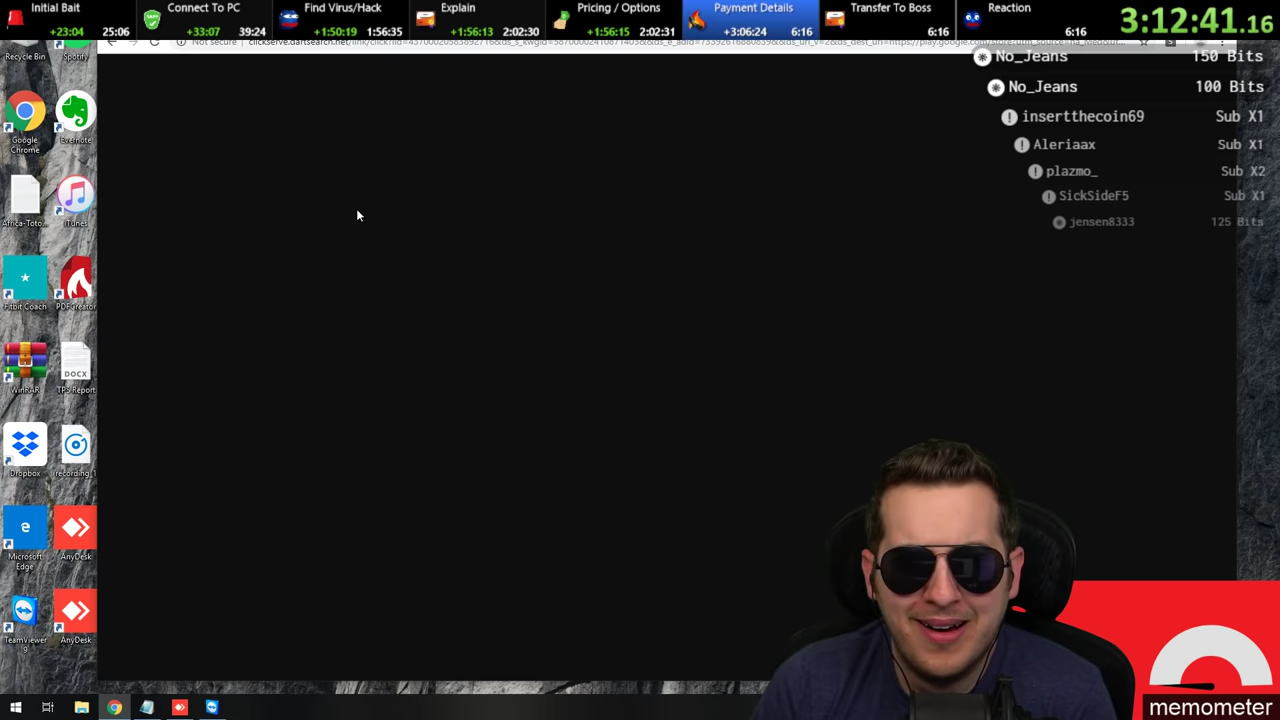 Initial Bait
+23:04 25:06
Connect To PC
+33:07 39:24
Find Virus/Hack
+1:50:19 1:56:35
Explain
+1:56:13 2:02:30
Pricing / Options
+1:56:15 2:02:31
Payment Details
+3:06:24 6:16
Transfer To Boss
6:16
Reaction
6:16
3:12:41.16
Not secure
No_Jeans 150 Bits
No_Jeans 100 Bits
insertthecoin69 Sub X1
Aleriaax Sub X1
plazmo_ Sub X2
SickSideF5 Sub X1
jensen8333 125 Bits
Recycle Bin
Spotify
Google
Chrome
Evernote
Africa-Toto...
iTunes
Fitbit Coach
PDFCreator
WinRAR
DOCX
TPS Report
Dropbox
Microsoft
Edge
AnyDesk
TeamViewer
9
AnyDesk
memometer